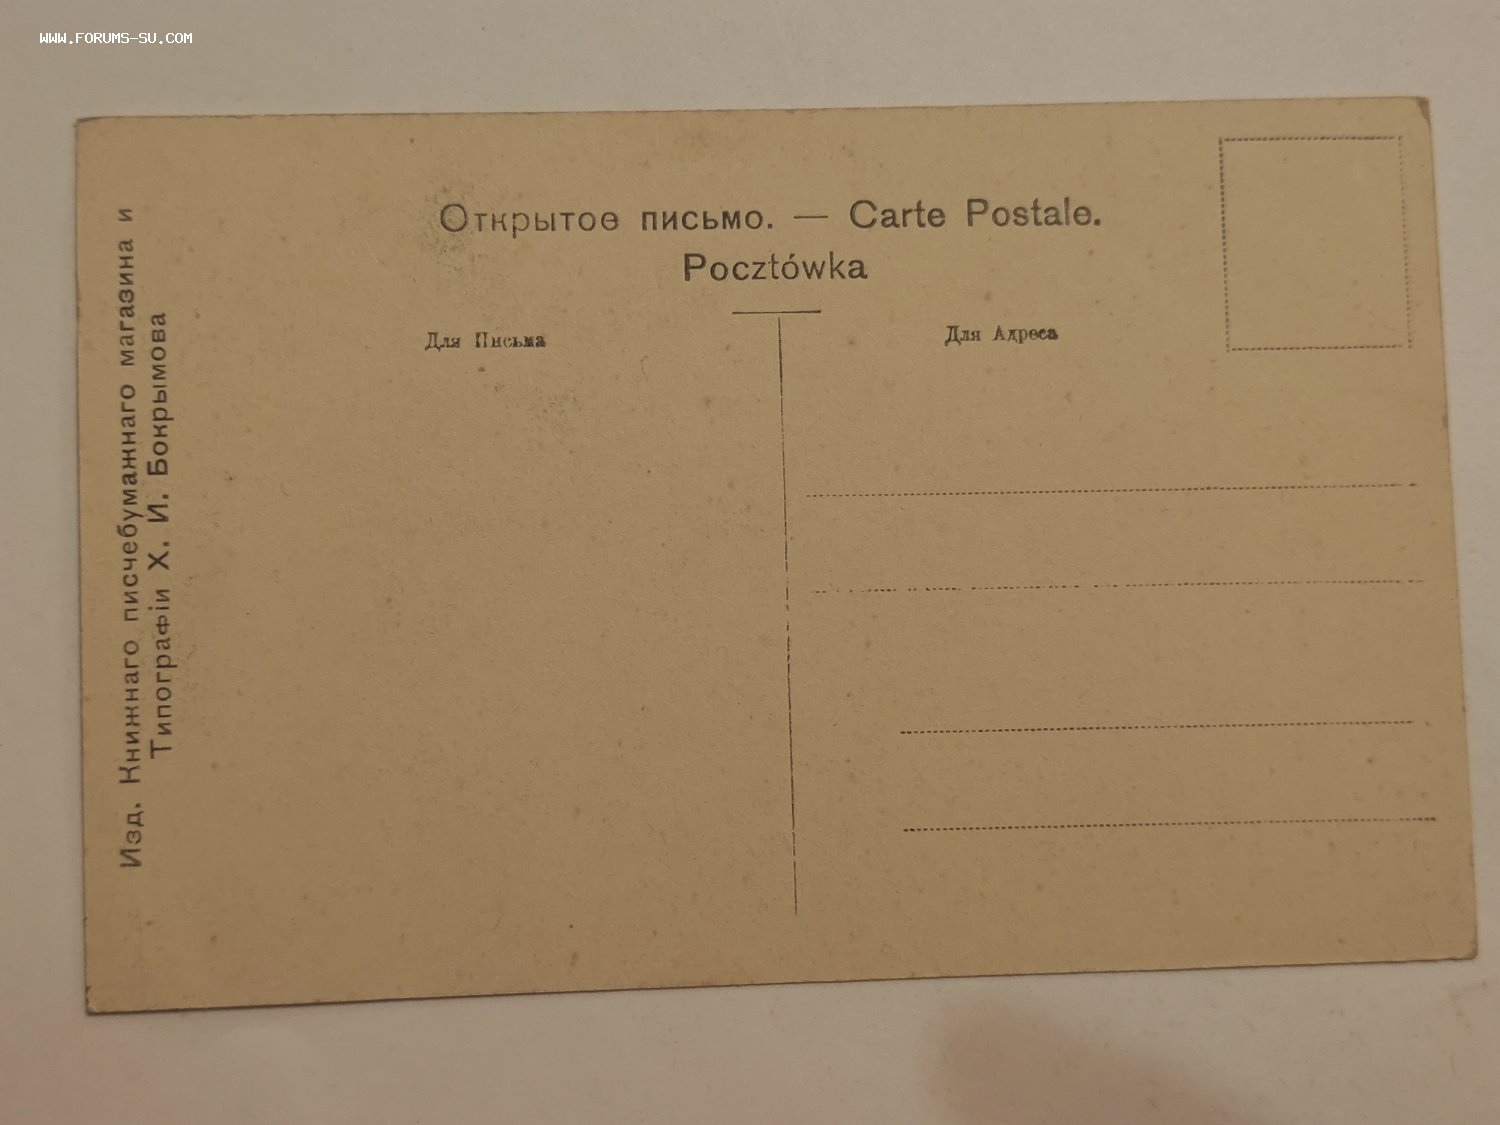 WWW.FORUMS-SU.COM
Открытое письмо. — Carte Postale.
Pocztówka
Для Письма
Для Адреса
Изд. Книжнаго писчебумажнаго магазина и
Типографіи Х. И. Бокрымова